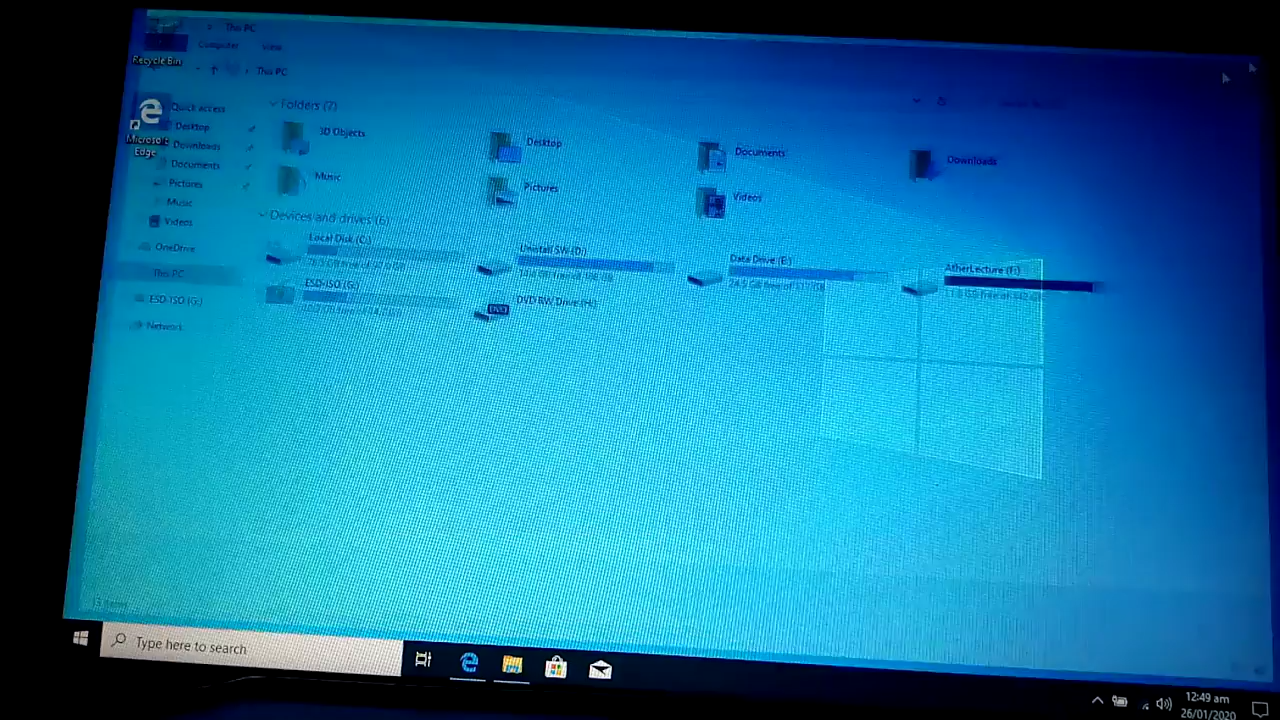 This PC
Computer View
Recycle Bin
This PC
Quick access
Folders (7)
Desktop
3D Objects
Desktop
Documents
Downloads
Microsoft Edge
Downloads
Documents
Music
Pictures
Videos
Pictures
Music
Videos
Devices and drives (6)
OneDrive
Local Disk (C:)
Uninstall SW (D:)
Data Drive (E:)
AtherLecture (F:)
This PC
ESD-ISO (G:)
DVD RW Drive (H:)
DVD
ESD-ISO (G:)
Network
Type here to search
12:49 am
26/01/2020